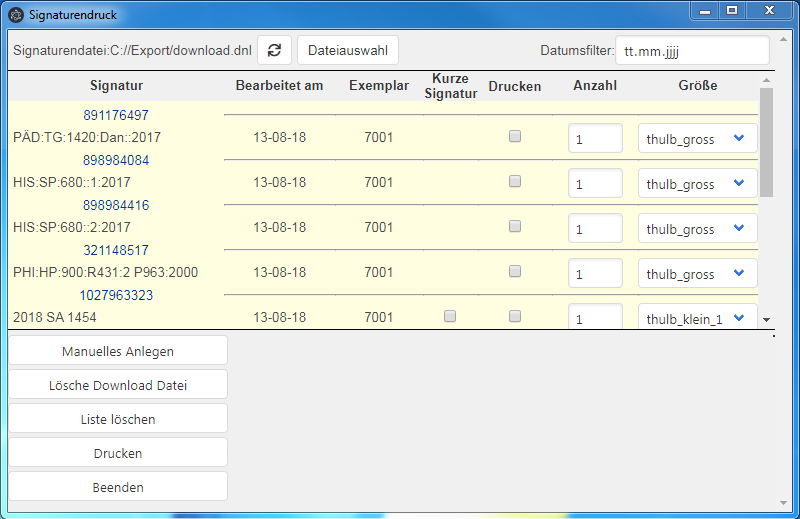 Signaturendruck
Signaturendatei:C://Export/download.dnl Dateiauswahl Datumsfilter: tt.mm.jjjj
Signatur Bearbeitet am Exemplar Kurze Signatur Drucken Anzahl Größe
891176497
PÄD:TG:1420:Dan::2017 13-08-18 7001 1 thulb_gross
898984084
HIS:SP:680::1:2017 13-08-18 7001 1 thulb_gross
898984416
HIS:SP:680::2:2017 13-08-18 7001 1 thulb_gross
321148517
PHI:HP:900:R431:2 P963:2000 13-08-18 7001 1 thulb_gross
1027963323
2018 SA 1454 13-08-18 7001 1 thulb_klein_1
Manuelles Anlegen
Lösche Download Datei
Liste löschen
Drucken
Beenden